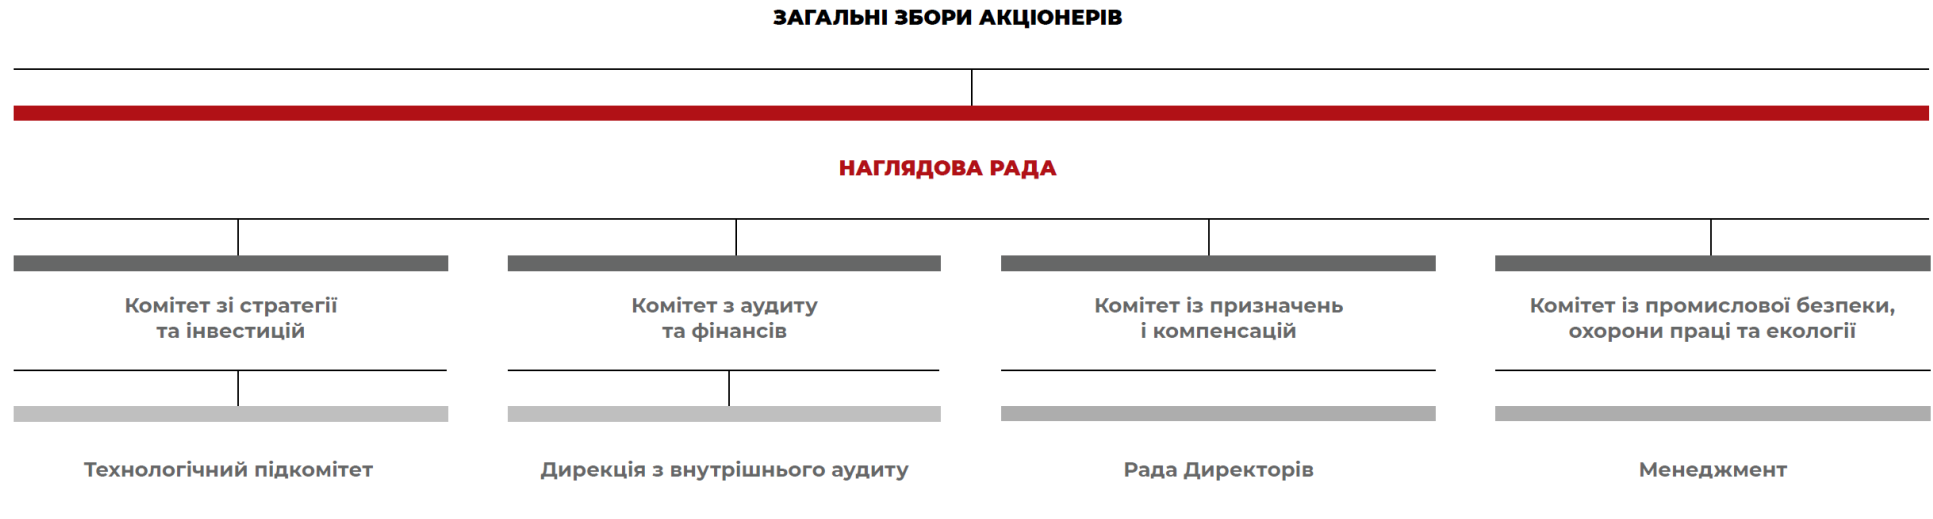 ЗАГАЛЬНІ ЗБОРИ АКЦІОНЕРІВ
НАГЛЯДОВА РАДА
Комітет зі стратегії
та інвестицій
Комітет з аудиту
та фінансів
Комітет із призначень
і компенсацій
Комітет із промислової безпеки,
охорони праці та екології
Технологічний підкомітет
Дирекція з внутрішнього аудиту
Рада Директорів
Менеджмент